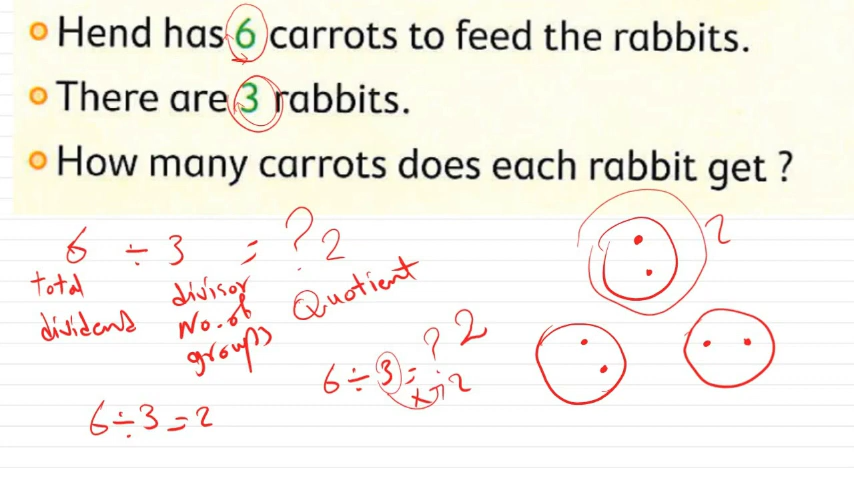 Hend has 6 carrots to feed the rabbits.
There are 3 rabbits.
How many carrots does each rabbit get ?
6 ÷ 3 = ? 2
total divisor Quotient
dividend No. of
groups
2
6 ÷ 3 = ? 2
2
6 ÷ 3 = 2